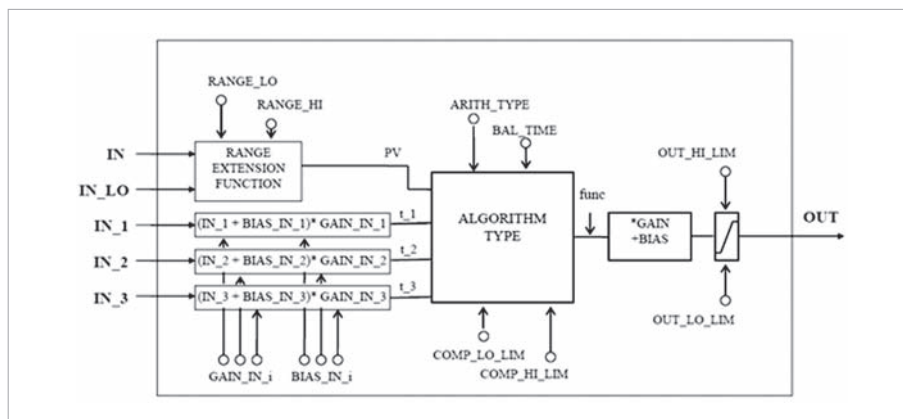 RANGE_LO
RANGE_HI
ARITH_TYPE
BAL_TIME
IN
RANGE
EXTENSION
FUNCTION
PV
OUT_HI_LIM
IN_LO
func
IN_1
(IN_1 + BIAS_IN_1)* GAIN_IN_1
t_1
ALGORITHM
TYPE
*GAIN
+BIAS
OUT
IN_2
(IN_2 + BIAS_IN_2)* GAIN_IN_2
t_2
IN_3
(IN_3 + BIAS_IN_3)* GAIN_IN_3
t_3
OUT_LO_LIM
GAIN_IN_i
BIAS_IN_i
COMP_LO_LIM
COMP_HI_LIM